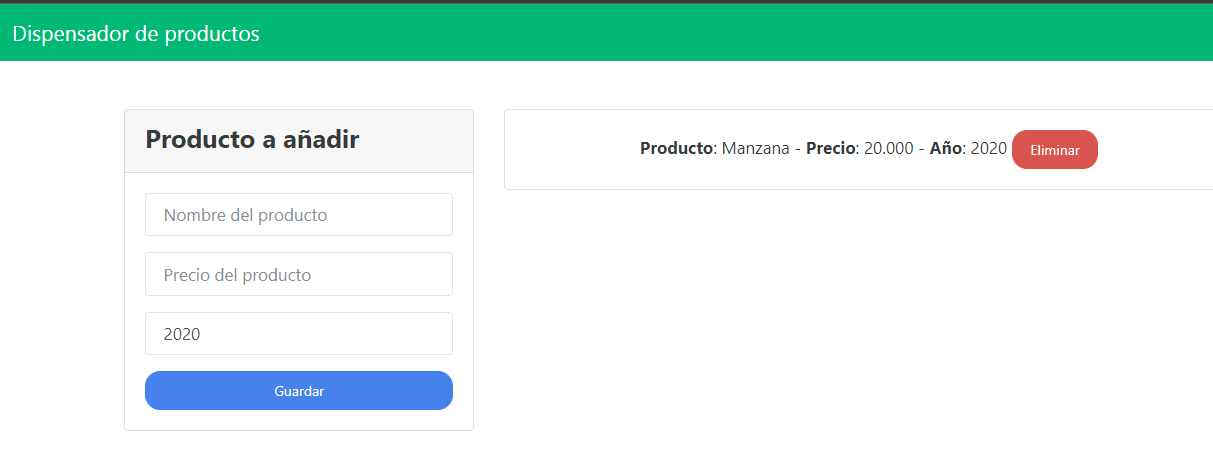 Dispensador de productos
Producto a añadir
Nombre del producto
Precio del producto
2020
Guardar
Producto: Manzana - Precio: 20.000 - Año: 2020 Eliminar